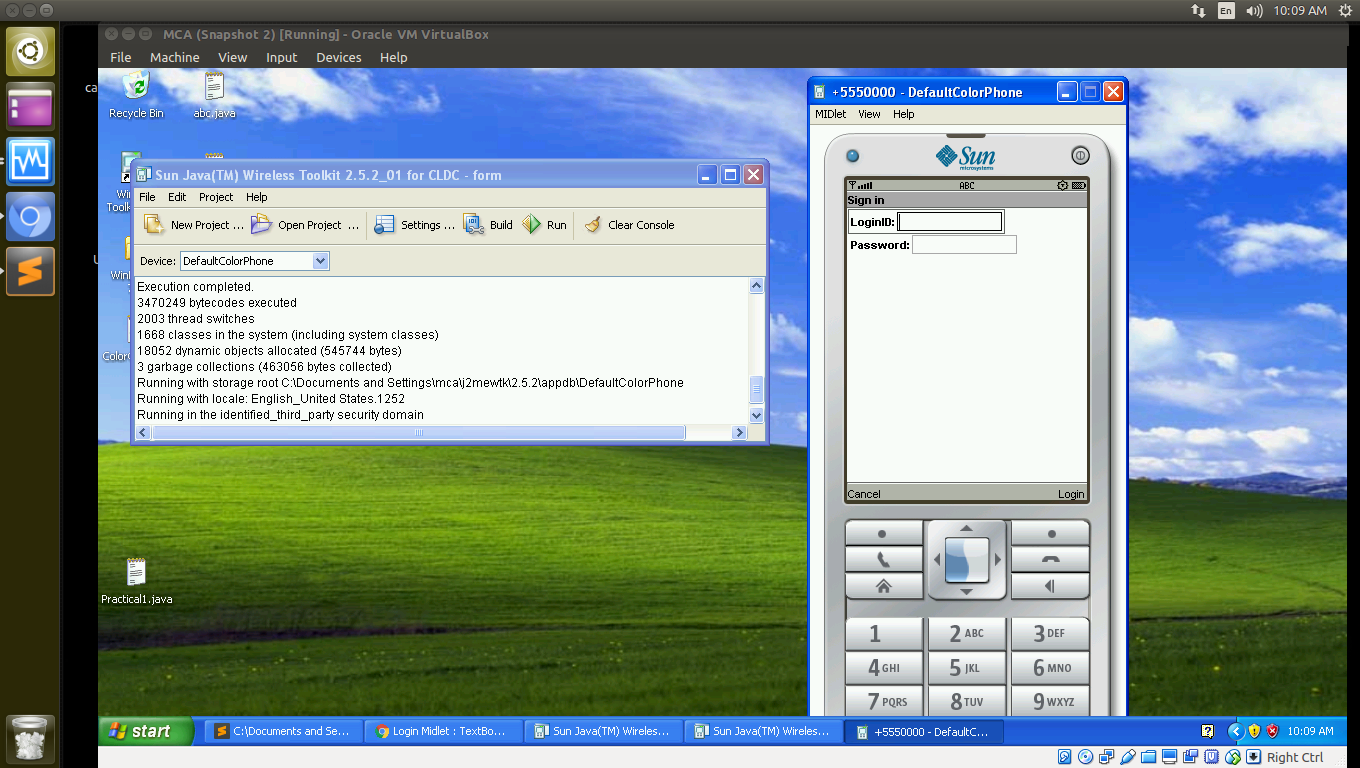 En 10:09 AM
MCA (Snapshot 2) [Running] - Oracle VM VirtualBox
File Machine View Input Devices Help
ca
Recycle Bin abc.java
+5550000 - DefaultColorPhone
MIDlet View Help
Sun
microsystems
ABC
Sign in
LoginID:
Password:
Cancel Login
1 2 ABC 3 DEF
4 GHI 5 JKL 6 MNO
7 PQRS 8 TUV 9 WXYZ
Sun Java(TM) Wireless Toolkit 2.5.2_01 for CLDC - form
File Edit Project Help
New Project ... Open Project ... Settings ... Build Run Clear Console
Device: DefaultColorPhone
Execution completed.
3470249 bytecodes executed
2003 thread switches
1668 classes in the system (including system classes)
18052 dynamic objects allocated (545744 bytes)
3 garbage collections (463056 bytes collected)
Running with storage root C:\Documents and Settings\mca\j2mewtk\2.5.2\appdb\DefaultColorPhone
Running with locale: English_United States.1252
Running in the identified_third_party security domain
Practical1.java
start C:\Documents and Se... Login Midlet : TextBo... Sun Java(TM) Wireles... Sun Java(TM) Wireles... +5550000 - DefaultC... 10:09 AM
Right Ctrl